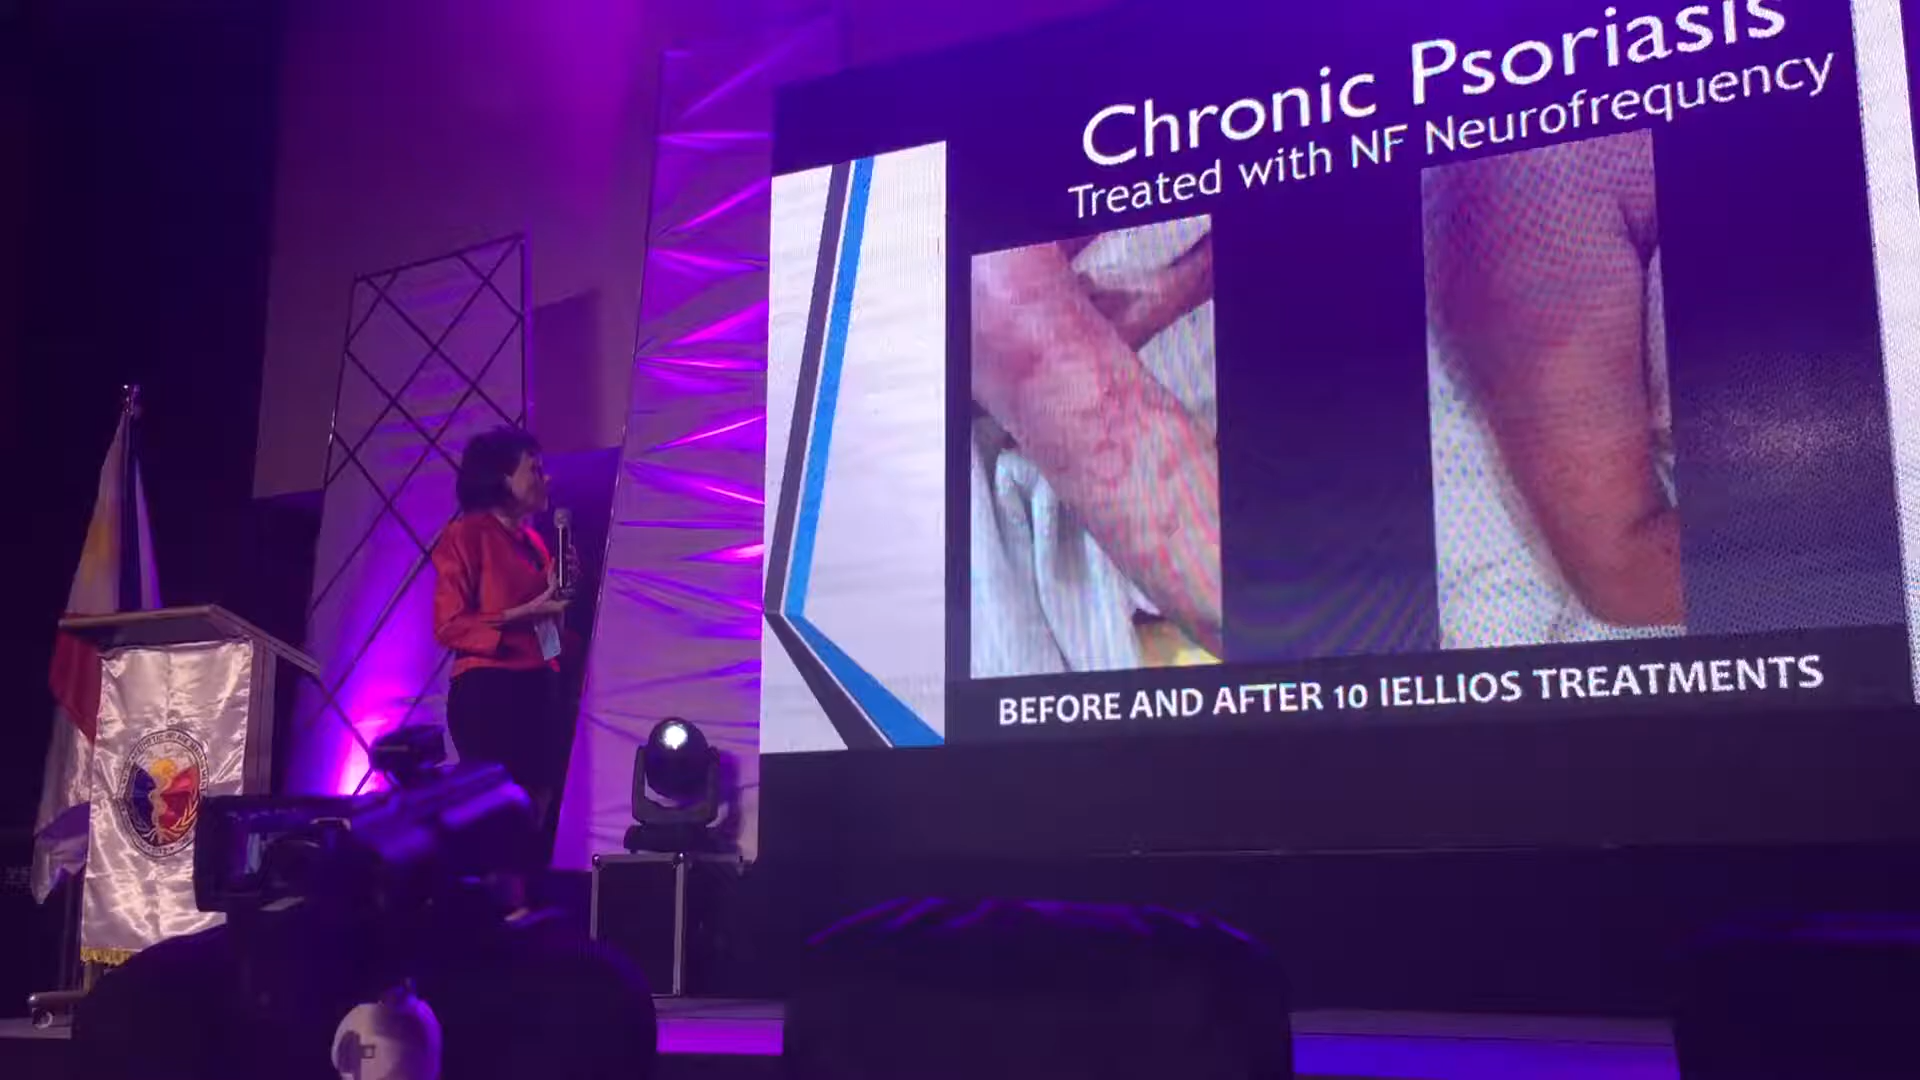 Chronic Psoriasis
Treated with NF Neurofrequency
BEFORE AND AFTER 10 IELLIOS TREATMENTS